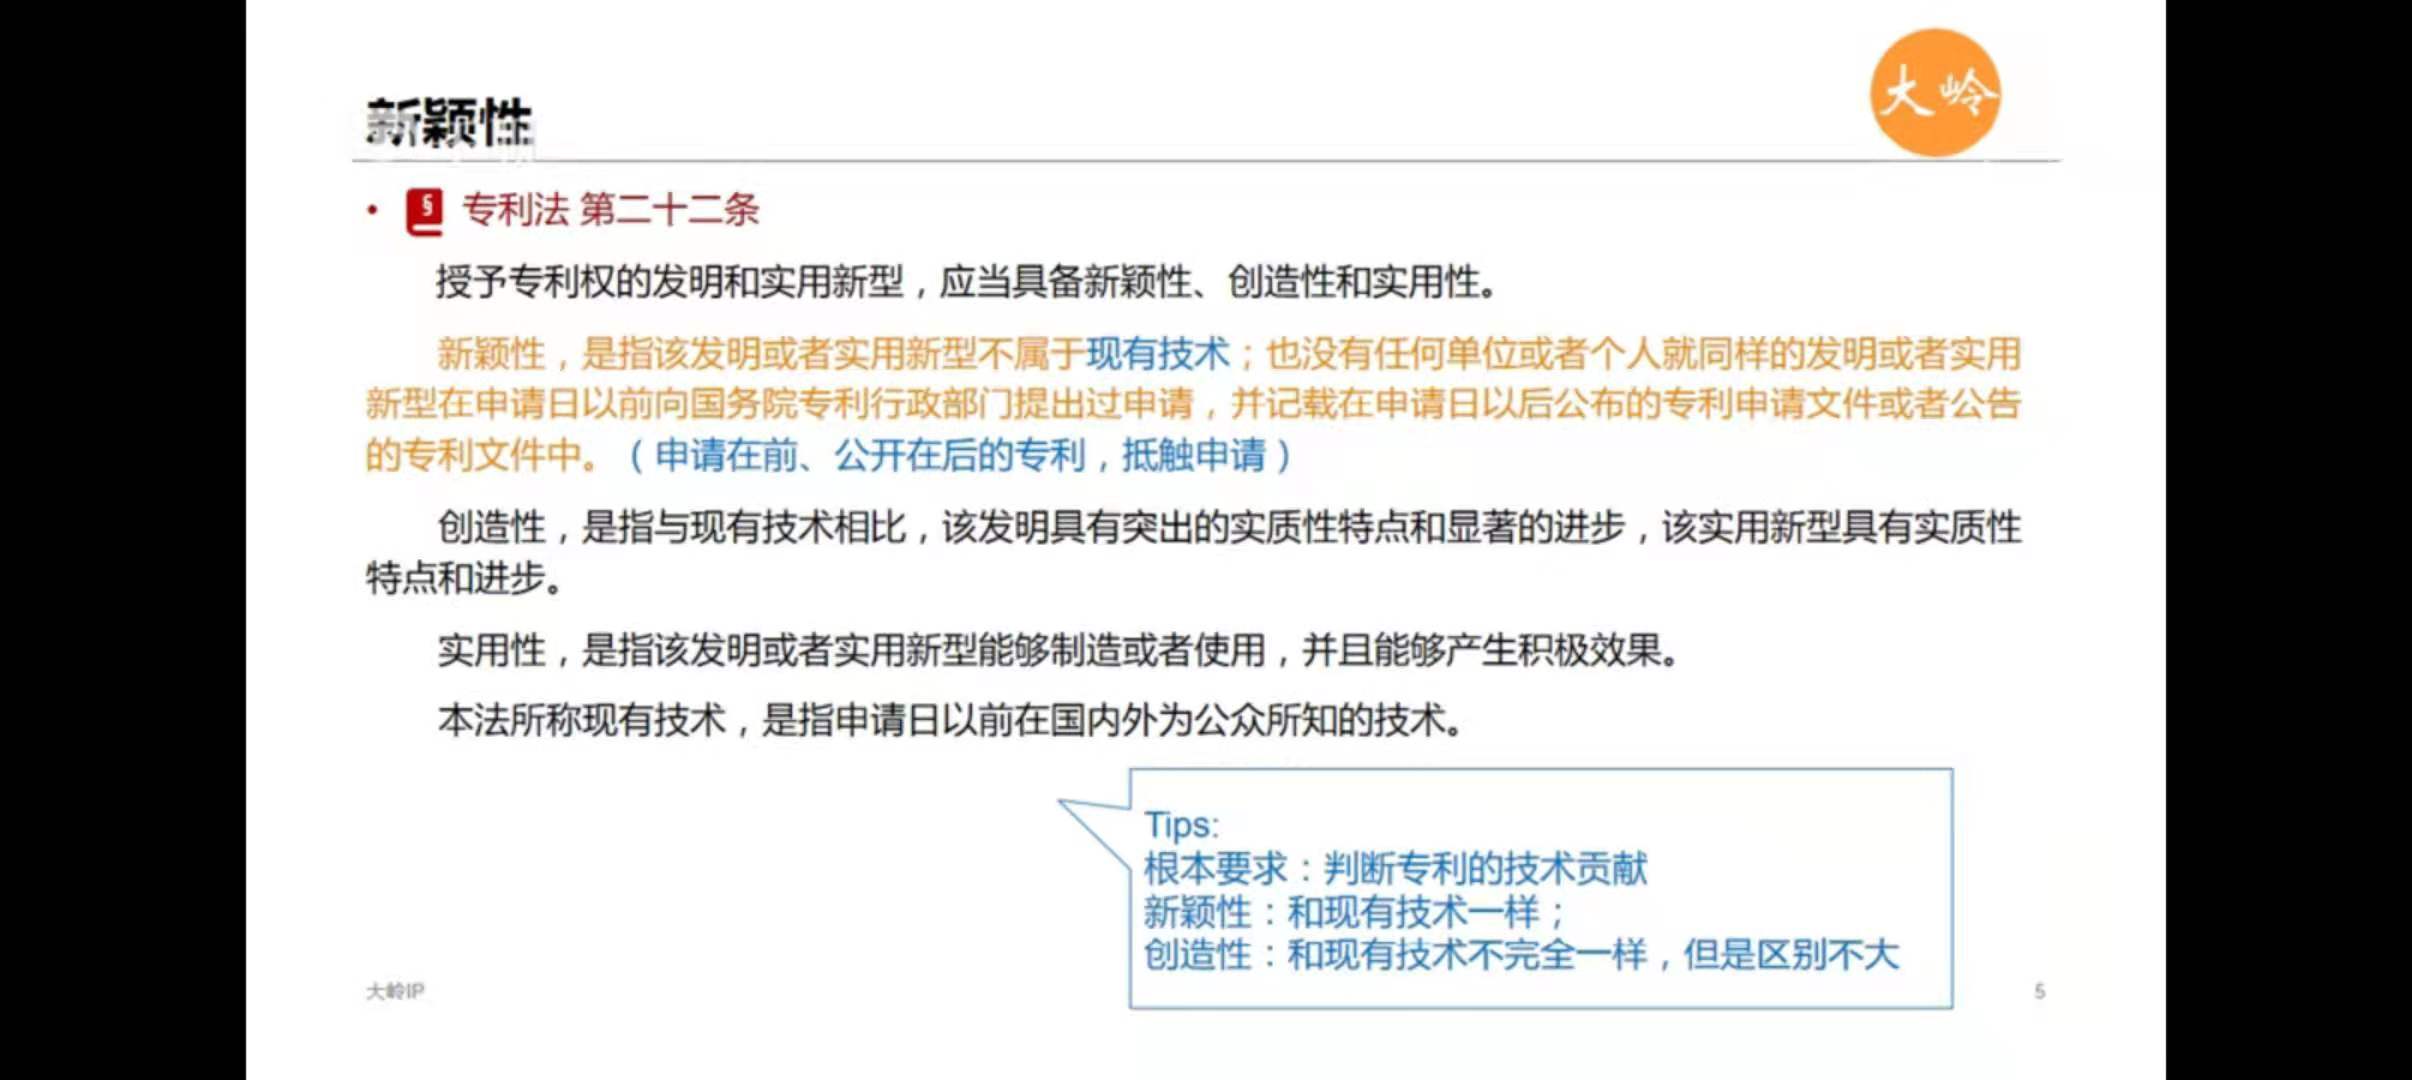 大岭
新颖性
• § 专利法 第二十二条
授予专利权的发明和实用新型，应当具备新颖性、创造性和实用性。
新颖性，是指该发明或者实用新型不属于现有技术；也没有任何单位或者个人就同样的发明或者实用
新型在申请日以前向国务院专利行政部门提出过申请，并记载在申请日以后公布的专利申请文件或者公告
的专利文件中。（申请在前、公开在后的专利，抵触申请）
创造性，是指与现有技术相比，该发明具有突出的实质性特点和显著的进步，该实用新型具有实质性
特点和进步。
实用性，是指该发明或者实用新型能够制造或者使用，并且能够产生积极效果。
本法所称现有技术，是指申请日以前在国内外为公众所知的技术。
Tips:
根本要求：判断专利的技术贡献
新颖性：和现有技术一样；
创造性：和现有技术不完全一样，但是区别不大
大岭IP
5